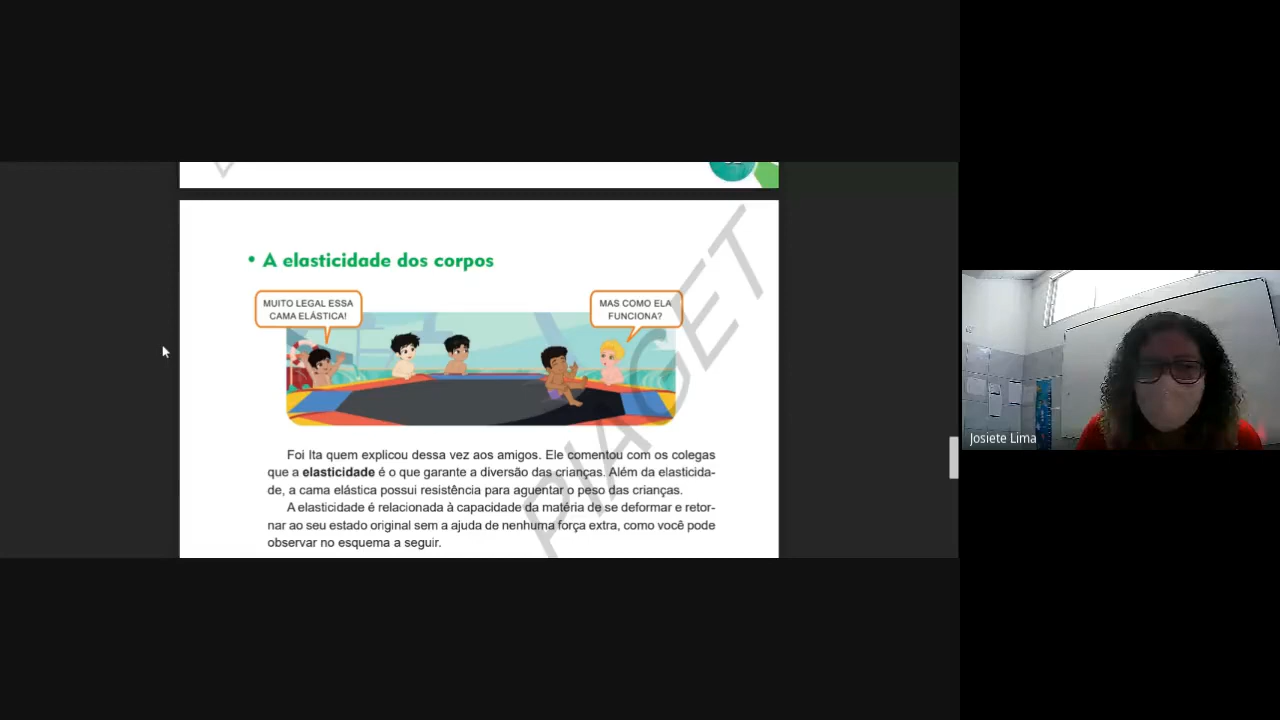 • A elasticidade dos corpos
MUITO LEGAL ESSA
CAMA ELÁSTICA!
MAS COMO ELA
FUNCIONA?
Foi Ita quem explicou dessa vez aos amigos. Ele comentou com os colegas
que a elasticidade é o que garante a diversão das crianças. Além da elasticida-
de, a cama elástica possui resistência para aguentar o peso das crianças.
A elasticidade é relacionada à capacidade da matéria de se deformar e retor-
nar ao seu estado original sem a ajuda de nenhuma força extra, como você pode
observar no esquema a seguir.
PIAGET
Josiete Lima